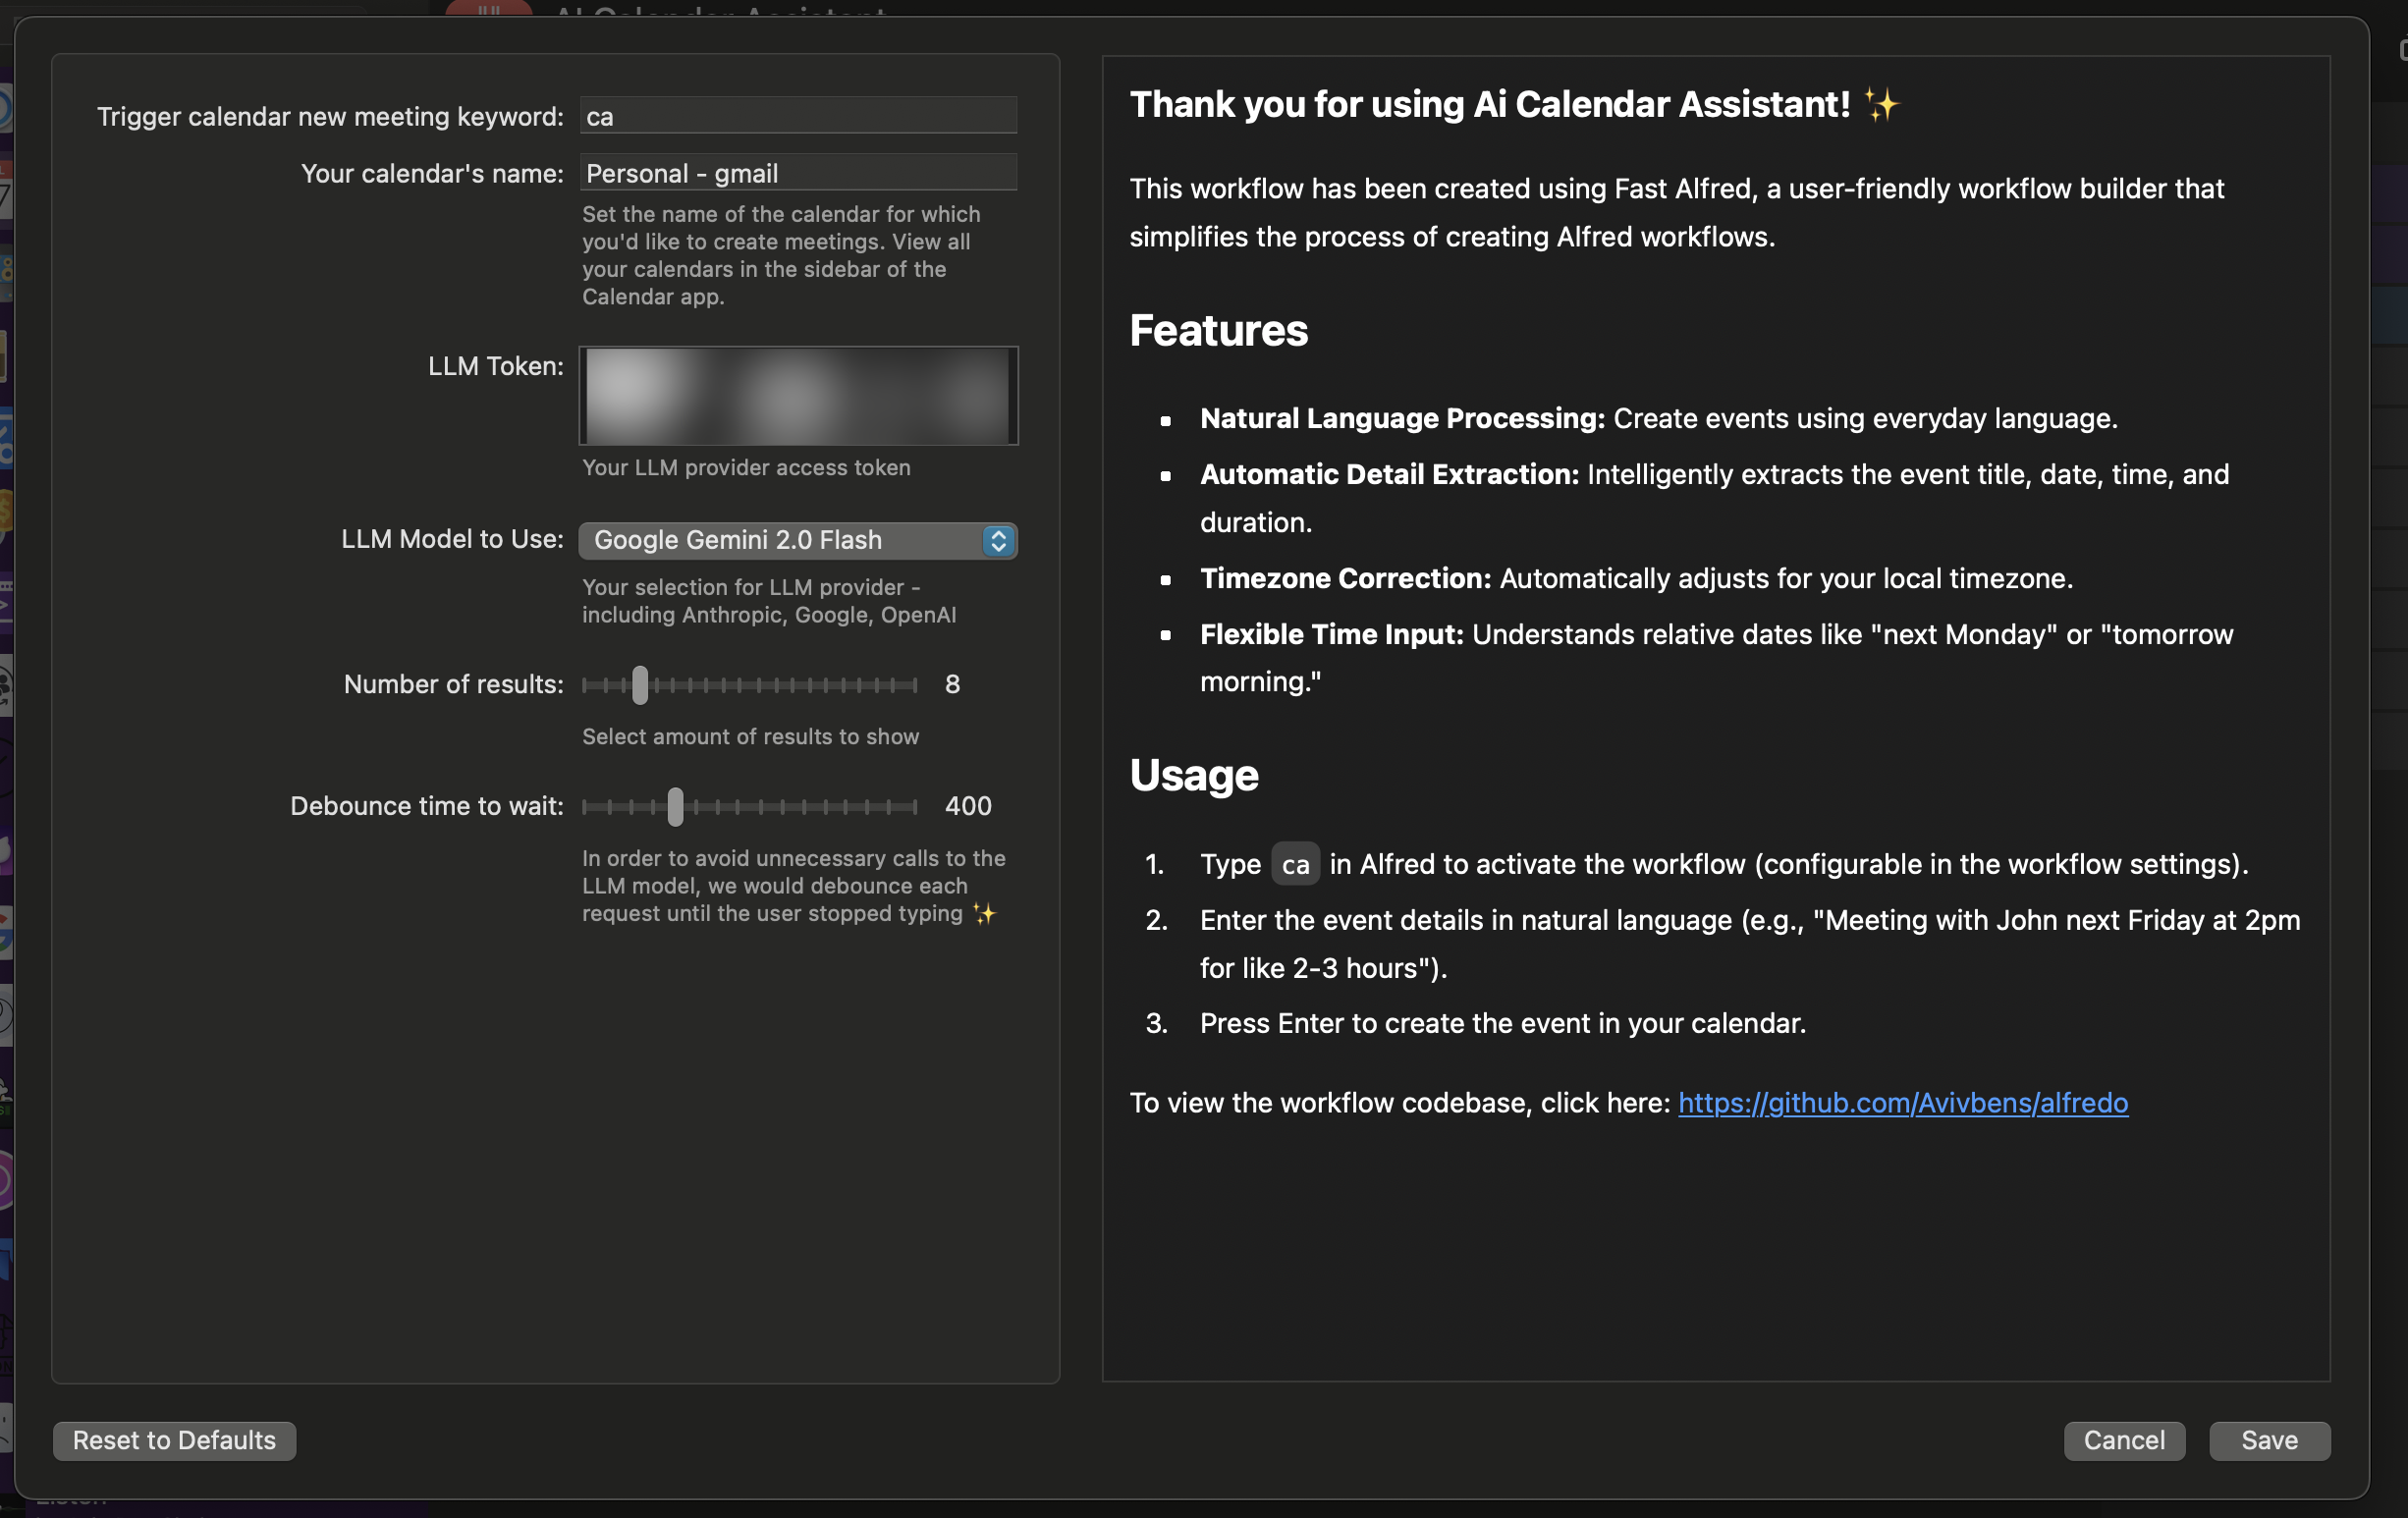 Trigger calendar new meeting keyword: ca
Your calendar's name: Personal - gmail
Set the name of the calendar for which
you'd like to create meetings. View all
your calendars in the sidebar of the
Calendar app.
LLM Token:
Your LLM provider access token
LLM Model to Use: Google Gemini 2.0 Flash
Your selection for LLM provider -
including Anthropic, Google, OpenAI
Number of results: 8
Select amount of results to show
Debounce time to wait: 400
In order to avoid unnecessary calls to the
LLM model, we would debounce each
request until the user stopped typing ✨
Reset to Defaults
Thank you for using Ai Calendar Assistant! ✨
This workflow has been created using Fast Alfred, a user-friendly workflow builder that
simplifies the process of creating Alfred workflows.
Features
▪ Natural Language Processing: Create events using everyday language.
▪ Automatic Detail Extraction: Intelligently extracts the event title, date, time, and
duration.
▪ Timezone Correction: Automatically adjusts for your local timezone.
▪ Flexible Time Input: Understands relative dates like "next Monday" or "tomorrow
morning."
Usage
1. Type ca in Alfred to activate the workflow (configurable in the workflow settings).
2. Enter the event details in natural language (e.g., "Meeting with John next Friday at 2pm
for like 2-3 hours").
3. Press Enter to create the event in your calendar.
To view the workflow codebase, click here: https://github.com/Avivbens/alfredo
Cancel
Save